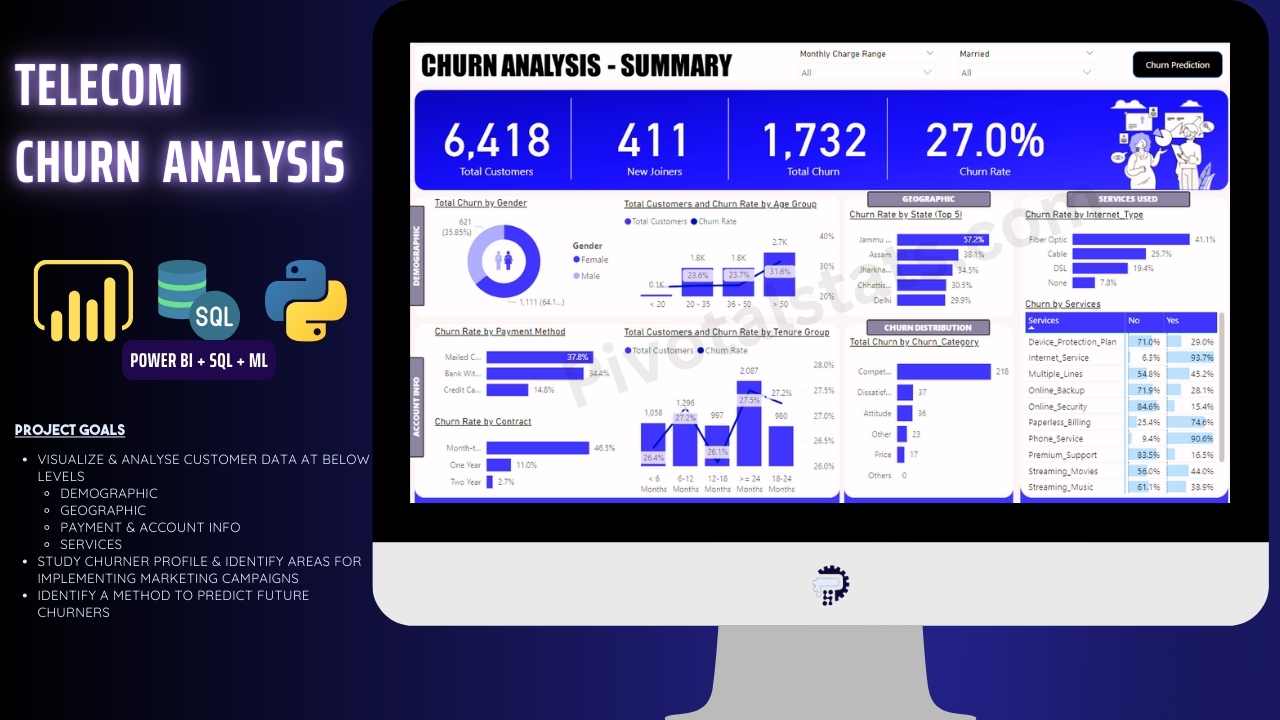 TELECOM
CHURN ANALYSIS
SQL
POWER BI + SQL + ML
PROJECT GOALS
• VISUALIZE & ANALYSE CUSTOMER DATA AT BELOW
LEVELS
DEMOGRAPHIC
GEOGRAPHIC
PAYMENT & ACCOUNT INFO
SERVICES
• STUDY CHURNER PROFILE & IDENTIFY AREAS FOR
IMPLEMENTING MARKETING CAMPAIGNS
• IDENTIFY A METHOD TO PREDICT FUTURE
CHURNERS
CHURN ANALYSIS - SUMMARY
Monthly Charge Range
All
Married
All
Churn Prediction
6,418
Total Customers
411
New Joiners
1,732
Total Churn
27.0%
Churn Rate
DEMOGRAPHIC
Total Churn by Gender
621
(35.85%)
1,111 (64.1...)
Gender
Female
Male
Total Customers and Churn Rate by Age Group
Total Customers Churn Rate
0.1K 1.8K 1.8K 2.7K
23.6% 23.7% 31.6%
40%
30%
20%
< 20 20 - 35 36 - 50 > 50
GEOGRAPHIC
Churn Rate by State (Top 5)
Jammu ... 57.2%
Assam 38.1%
Jharkha... 34.5%
Chhattis... 30.5%
Delhi 29.9%
SERVICES USED
Churn Rate by Internet_Type
Fiber Optic 41.1%
Cable 25.7%
DSL 19.4%
None 7.8%
ACCOUNT INFO
Churn Rate by Payment Method
Mailed C... 37.8%
Bank Wit... 34.4%
Credit Ca... 14.8%
Churn Rate by Contract
Month-t... 46.5%
One Year 11.0%
Two Year 2.7%
Total Customers and Churn Rate by Tenure Group
Total Customers Churn Rate
1,058 1,296 997 2,087 980
26.4% 27.2% 26.1% 27.5% 27.2%
28.0%
27.5%
27.0%
26.5%
26.0%
< 6 Months
6-12 Months
12-18 Months
>= 24 Months
18-24 Months
CHURN DISTRIBUTION
Total Churn by Churn_Category
Compet... 218
Dissatisf... 37
Attitude 36
Other 23
Price 17
Others 0
Churn by Services
Services No Yes
Device_Protection_Plan 71.0% 29.0%
Internet_Service 6.3% 93.7%
Multiple_Lines 54.8% 45.2%
Online_Backup 71.9% 28.1%
Online_Security 84.6% 15.4%
Paperless_Billing 25.4% 74.6%
Phone_Service 9.4% 90.6%
Premium_Support 83.5% 16.5%
Streaming_Movies 56.0% 44.0%
Streaming_Music 61.1% 38.9%
Pivotalstats.com